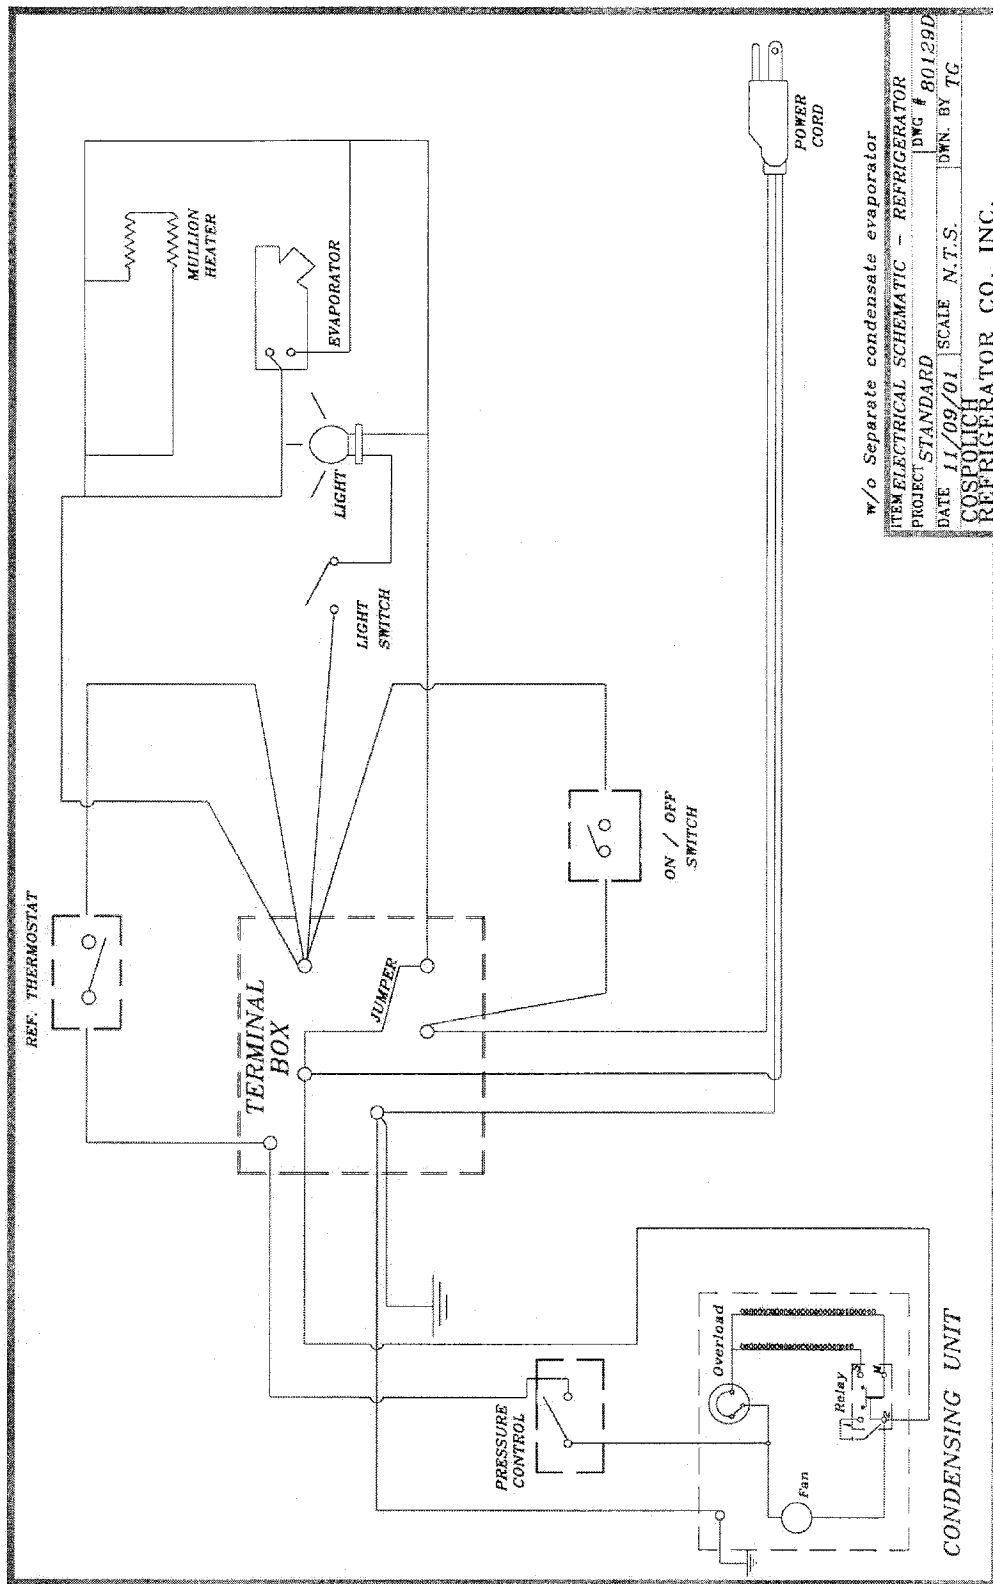 REF. THERMOSTAT
MULLION
HEATER
EVAPORATOR
LIGHT
LIGHT
SWITCH
TERMINAL
BOX
JUMPER
ON / OFF
SWITCH
POWER
CORD
PRESSURE
CONTROL
Overload
Relay
S
M
1
2
Fan
CONDENSING UNIT
w/o Separate condensate evaporator
ITEM ELECTRICAL SCHEMATIC - REFRIGERATOR
PROJECT STANDARD DWG # 80129D
DATE 11/09/01 SCALE N.T.S. DWN. BY TG
COSPOLICH
REFRIGERATOR CO., INC.